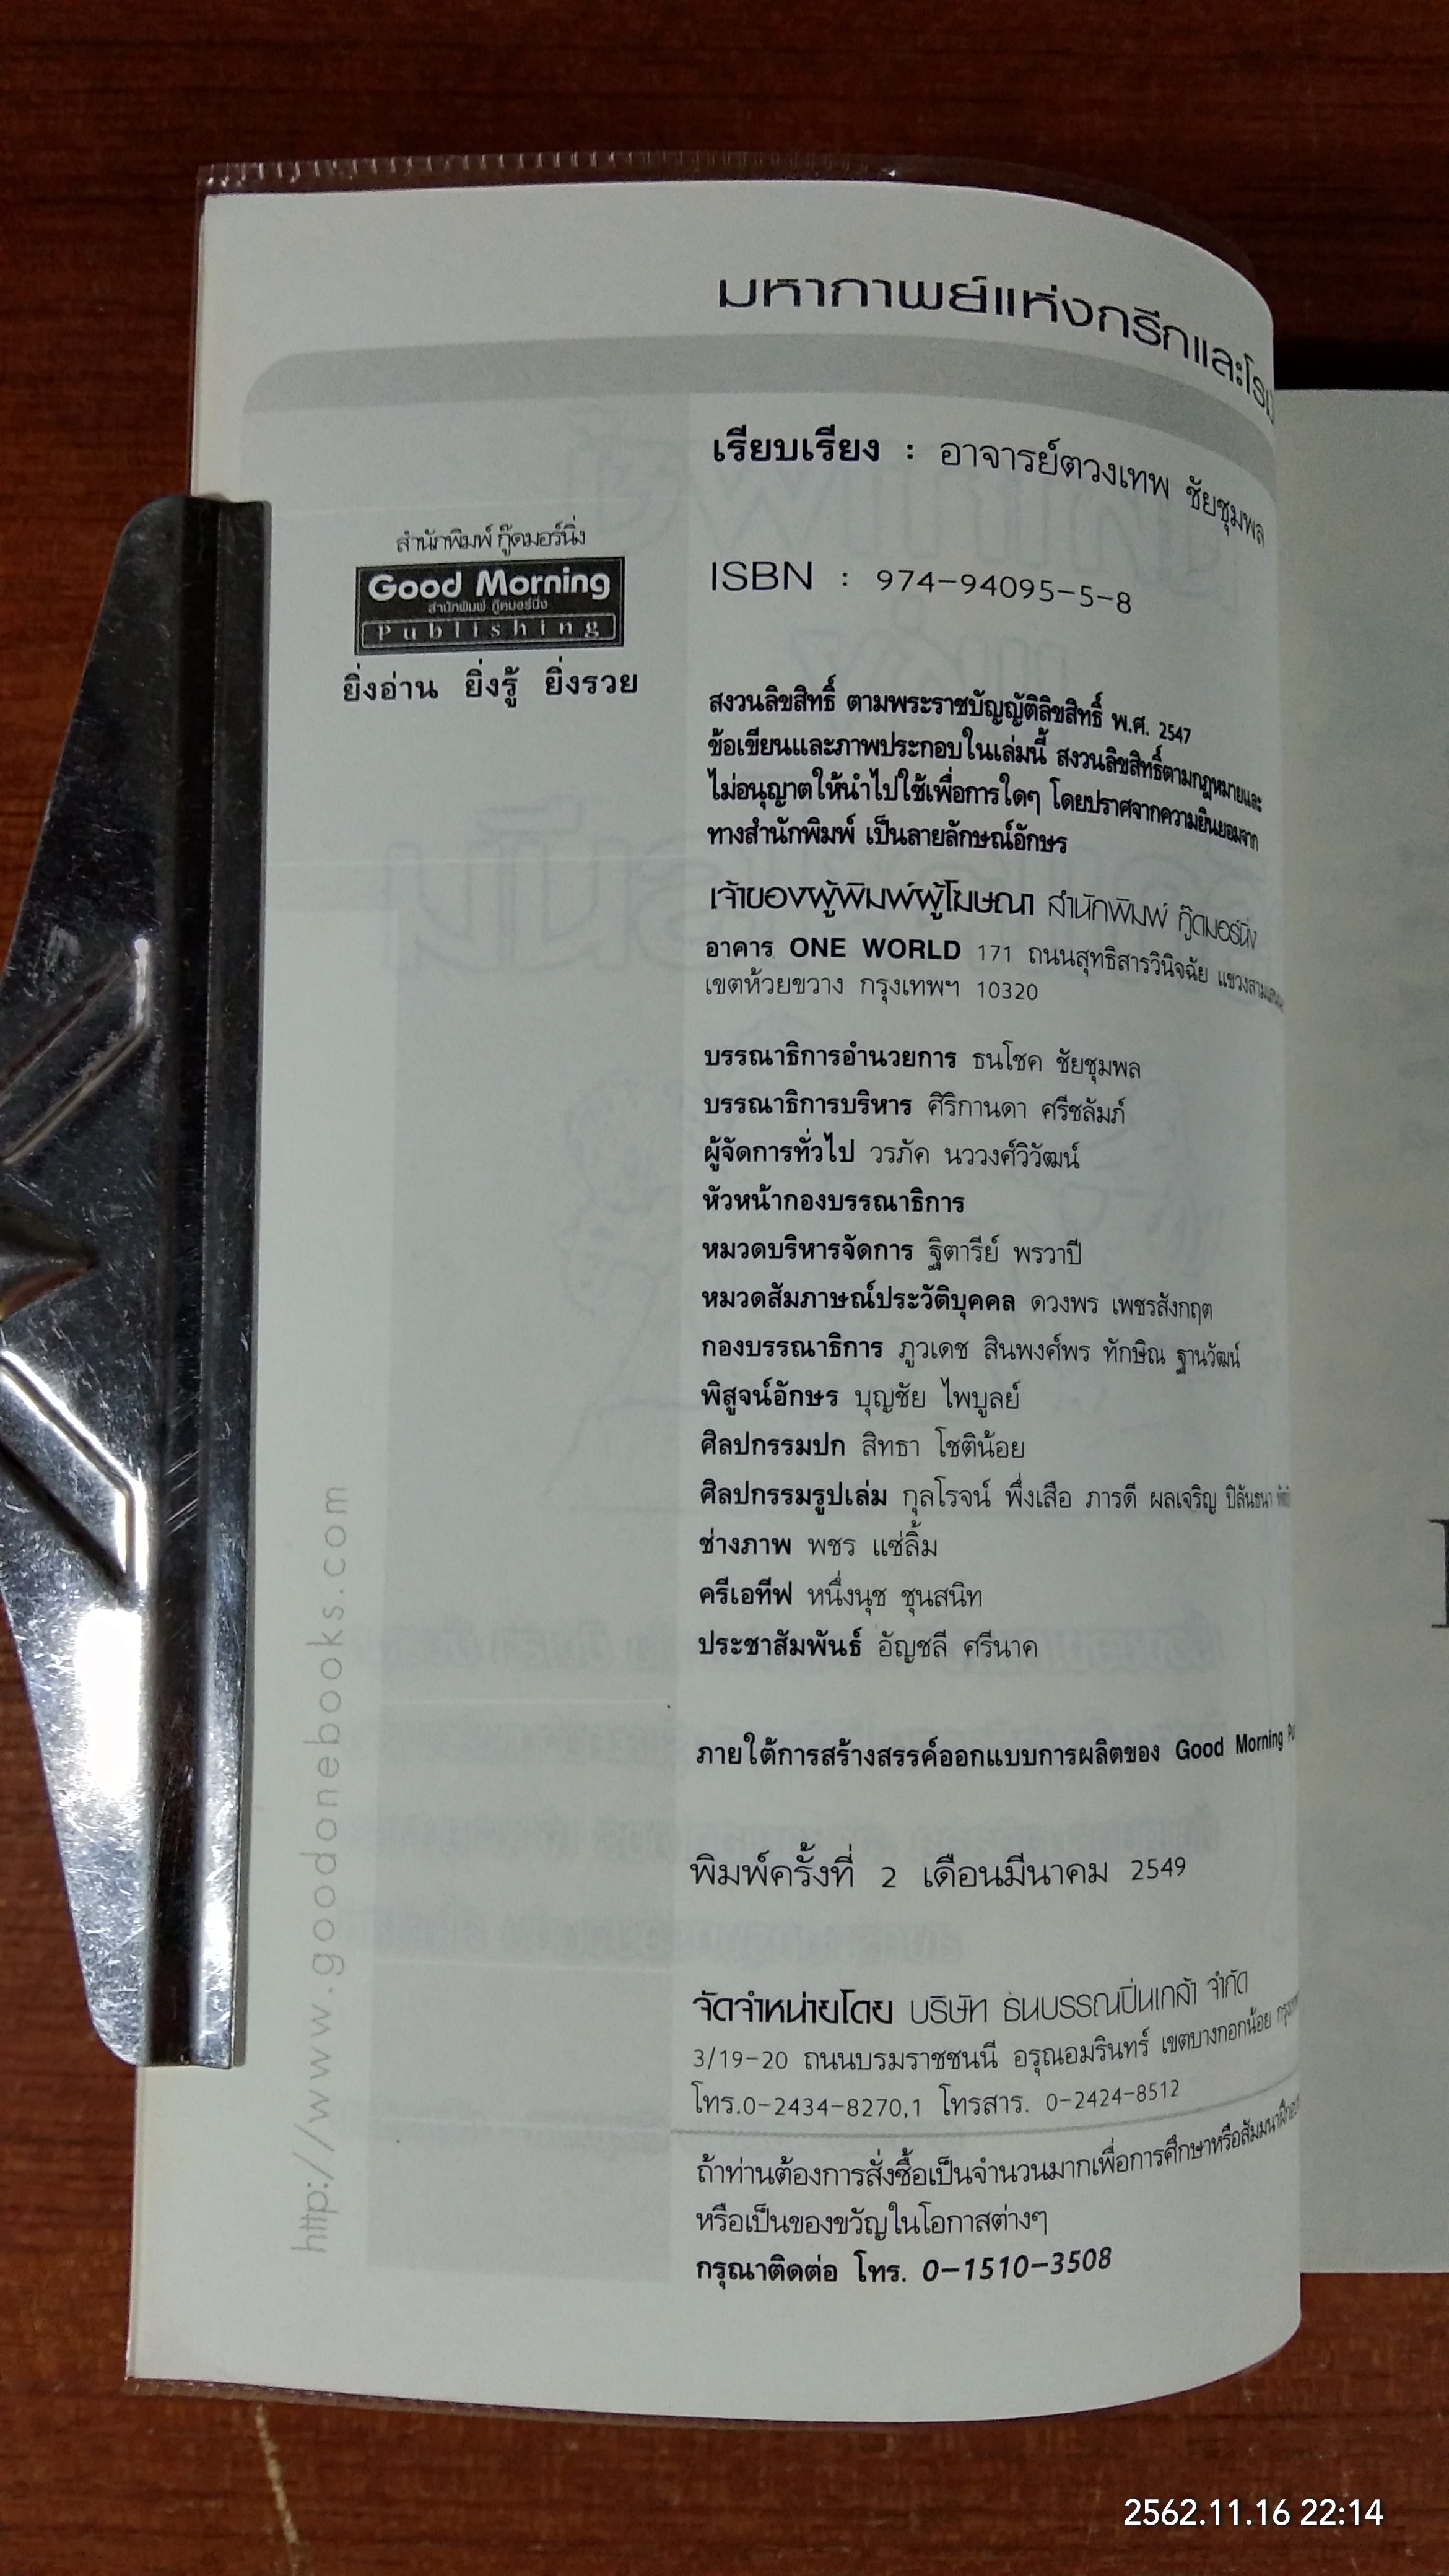 มหากาพย์แห่งกรีกและโรม
เรียบเรียง : อาจารย์ตวงเทพ ชัยชุมพล
สำนักพิมพ์ กู๊ดมอร์นิ่ง
Good Morning
สำนักพิมพ์ กู๊ดมอร์นิ่ง
Publishing
ยิ่งอ่าน ยิ่งรู้ ยิ่งรวย
ISBN : 974-94095-5-8
สงวนลิขสิทธิ์ ตามพระราชบัญญัติลิขสิทธิ์ พ.ศ. 2547
ข้อเขียนและภาพประกอบในเล่มนี้ สงวนลิขสิทธิ์ตามกฎหมายและ
ไม่อนุญาตให้นำไปใช้เพื่อการใดๆ โดยปราศจากความยินยอมจาก
ทางสำนักพิมพ์ เป็นลายลักษณ์อักษร
เจ้าของผู้พิมพ์ผู้โฆษณา สำนักพิมพ์ กู๊ดมอร์นิ่ง
อาคาร ONE WORLD 171 ถนนสุทธิสารวินิจฉัย
เขตห้วยขวาง กรุงเทพฯ 10320
บรรณาธิการอำนวยการ ธนโชค ชัยชุมพล
บรรณาธิการบริหาร ศิริกานดา ศรีชลัมภ์
ผู้จัดการทั่วไป วรภัค นววงศ์วิวัฒน์
หัวหน้ากองบรรณาธิการ
หมวดบริหารจัดการ ฐิตารีย์ พรวาปี
หมวดสัมภาษณ์ประวัติบุคคล ดวงพร เพชรสังกฤต
กองบรรณาธิการ ภูวเดช สินพงศ์พร ทักษิณ ฐานวัฒน์
พิสูจน์อักษร บุญชัย ไพบูลย์
ศิลปกรรมปก สิทธา โชติน้อย
ศิลปกรรมรูปเล่ม กุลโรจน์ พึ่งเสือ ภารดี ผลเจริญ ปิลันธนา
ช่างภาพ พชร แซ่ลิ้ม
ครีเอทีฟ หนึ่งนุช ชุนสนิท
ประชาสัมพันธ์ อัญชลี ศรีนาค
ภายใต้การสร้างสรรค์ออกแบบการผลิตของ Good Morning
พิมพ์ครั้งที่ 2 เดือนมีนาคม 2549
จัดจำหน่ายโดย บริษัท ธนบรรณปิ่นเกล้า จำกัด
3/19-20 ถนนบรมราชชนนี อรุณอมรินทร์ เขตบางกอกน้อย
โทร.0-2434-8270,1 โทรสาร. 0-2424-8512
ถ้าท่านต้องการสั่งซื้อเป็นจำนวนมากเพื่อการศึกษาหรือสัมมนา
หรือเป็นของขวัญในโอกาสต่างๆ
กรุณาติดต่อ โทร. 0-1510-3508
http://www.goodonebooks.com
2562.11.16 22:14